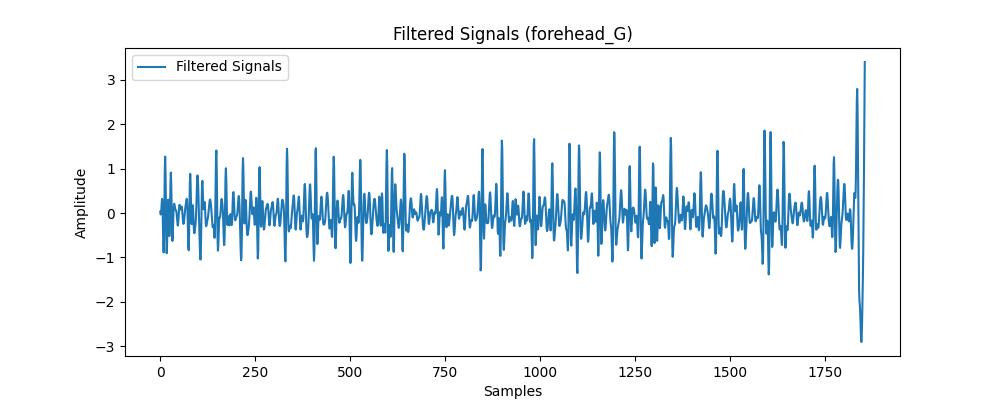 Filtered Signals (forehead_G)
Filtered Signals
3
2
1
0
−1
−2
−3
Amplitude
0 250 500 750 1000 1250 1500 1750
Samples